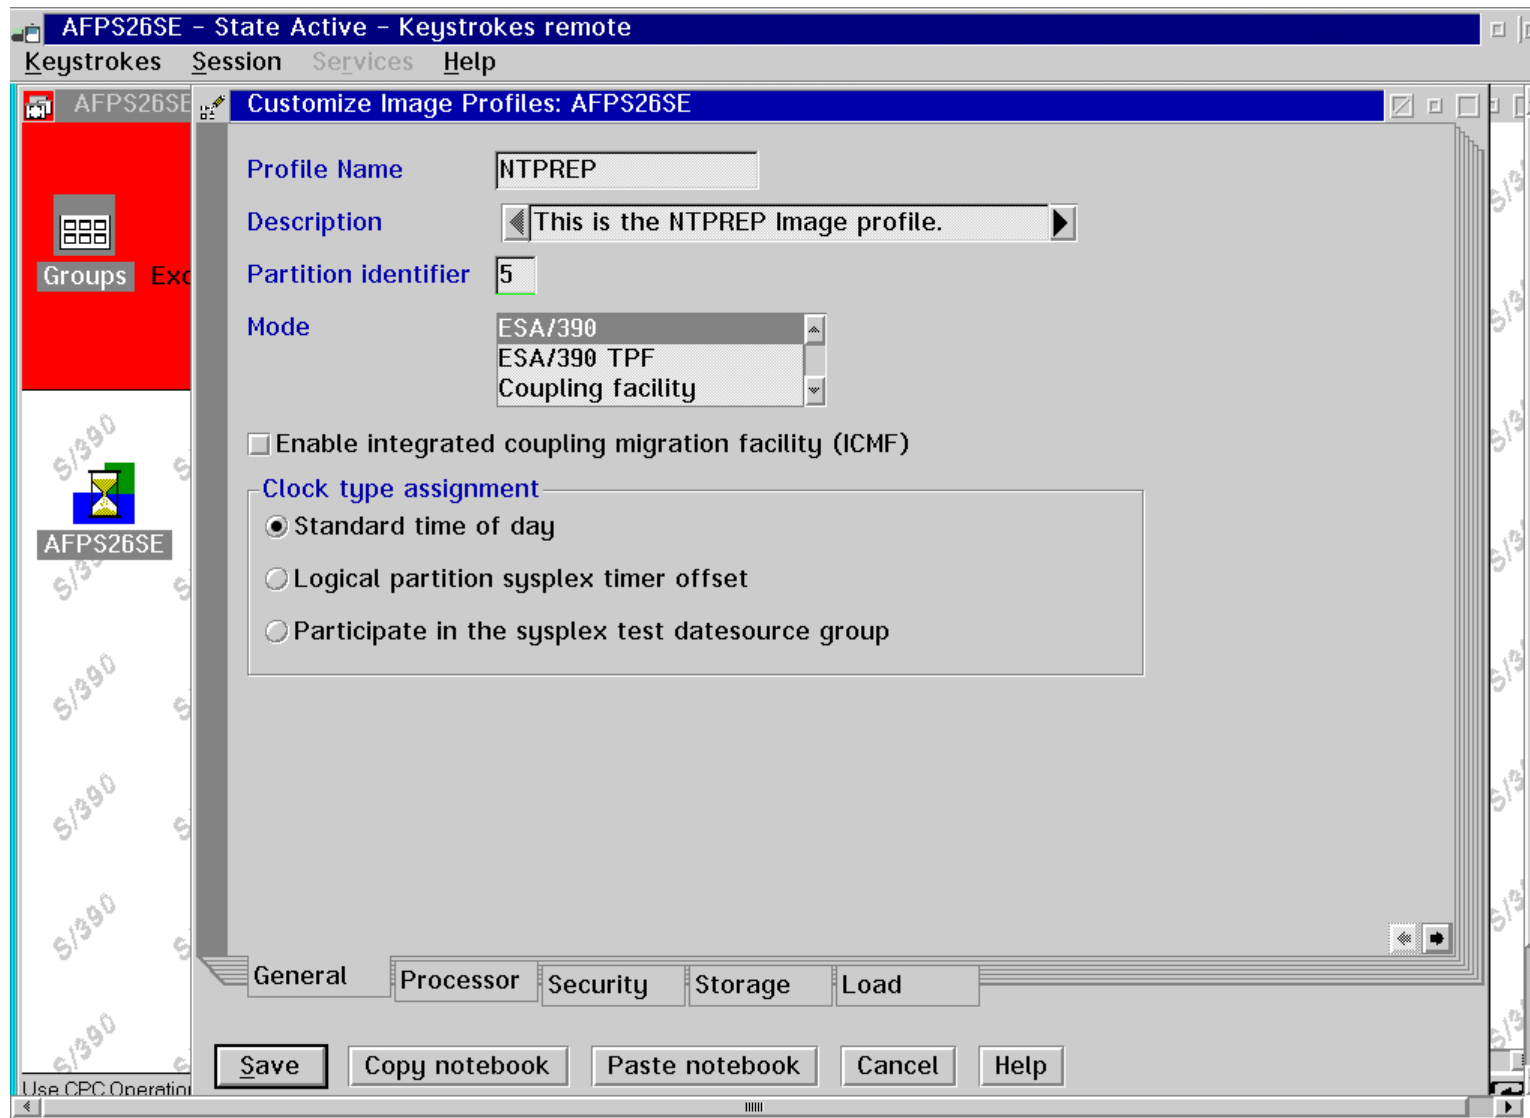 AFPS26SE - State Active - Keystrokes remote
Keystrokes Session Services Help
AFPS26SE
Customize Image Profiles: AFPS26SE
Profile Name NTPREP
Description This is the NTPREP Image profile.
Groups
Partition identifier 5
Mode ESA/390
ESA/390 TPF
Coupling facility
Enable integrated coupling migration facility (ICMF)
Clock type assignment
Standard time of day
AFPS26SE
Logical partition sysplex timer offset
Participate in the sysplex test datesource group
S/390
S/390
S/390
S/390
S/390
General Processor Security Storage Load
Save Copy notebook Paste notebook Cancel Help
Use CPC